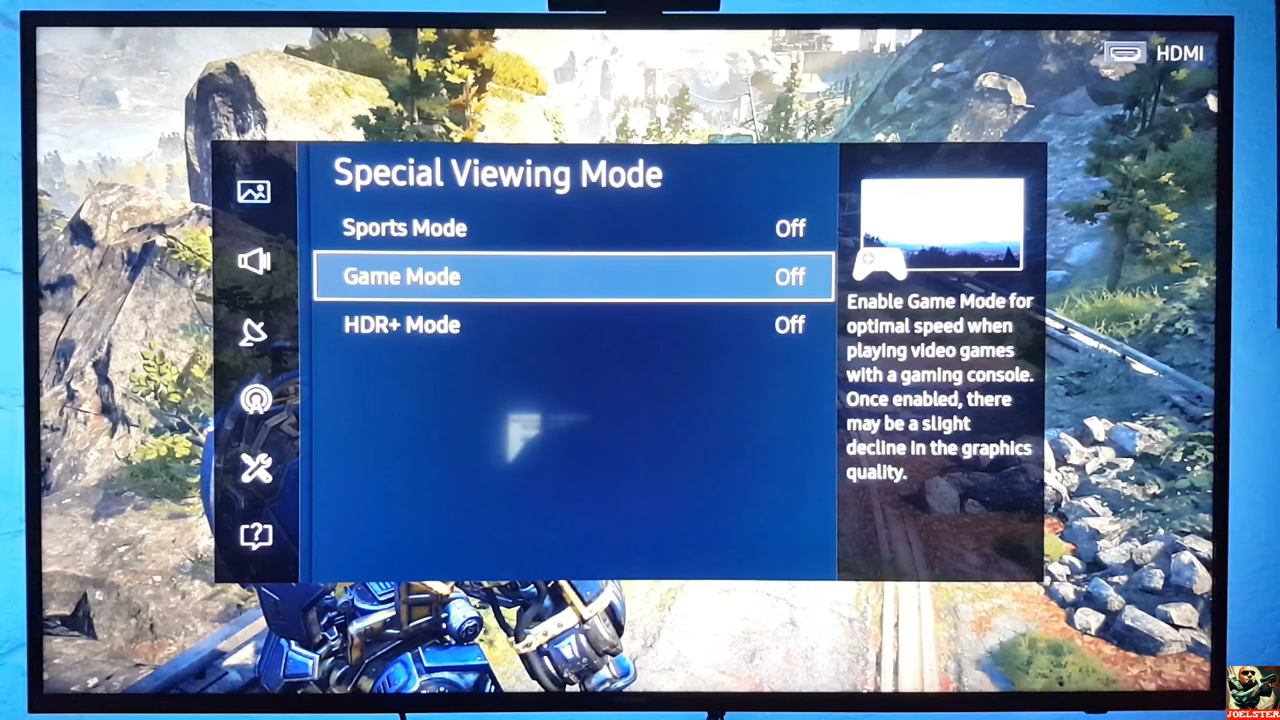 HDMI
Special Viewing Mode
Sports Mode Off
Game Mode Off
HDR+ Mode Off
Enable Game Mode for
optimal speed when
playing video games
with a gaming console.
Once enabled, there
may be a slight
decline in the graphics
quality.
JOELSTER